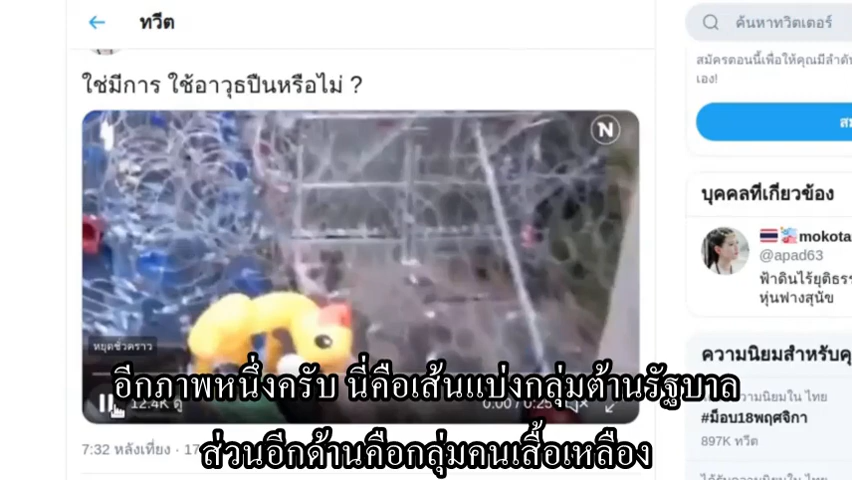 ทวีต
ค้นหาทวิตเตอร์
สมัครตอนนี้เพื่อให้คุณมีลำดับ
เอง!
ใช่มีการ ใช้อาวุธปืนหรือไม่ ?
N
บุคคลที่เกี่ยวข้อง
mokota
@apad63
ฟ้าดินไร้ยุติธรร
หุ่นฟางสุนัข
หยุดชั่วคราว
ความนิยมสำหรับคุ
อีกภาพหนึ่งครับ นี่คือเส้นแบ่งกลุ่มต้านรัฐบาล
12.4K ดู
0:00 / 0:25
ความนิยมใน ไทย
#ม็อบ18พฤศจิกา
897K ทวีต
7:32 หลังเที่ยง · 17
ส่วนอีกด้านคือกลุ่มคนเสื้อเหลือง